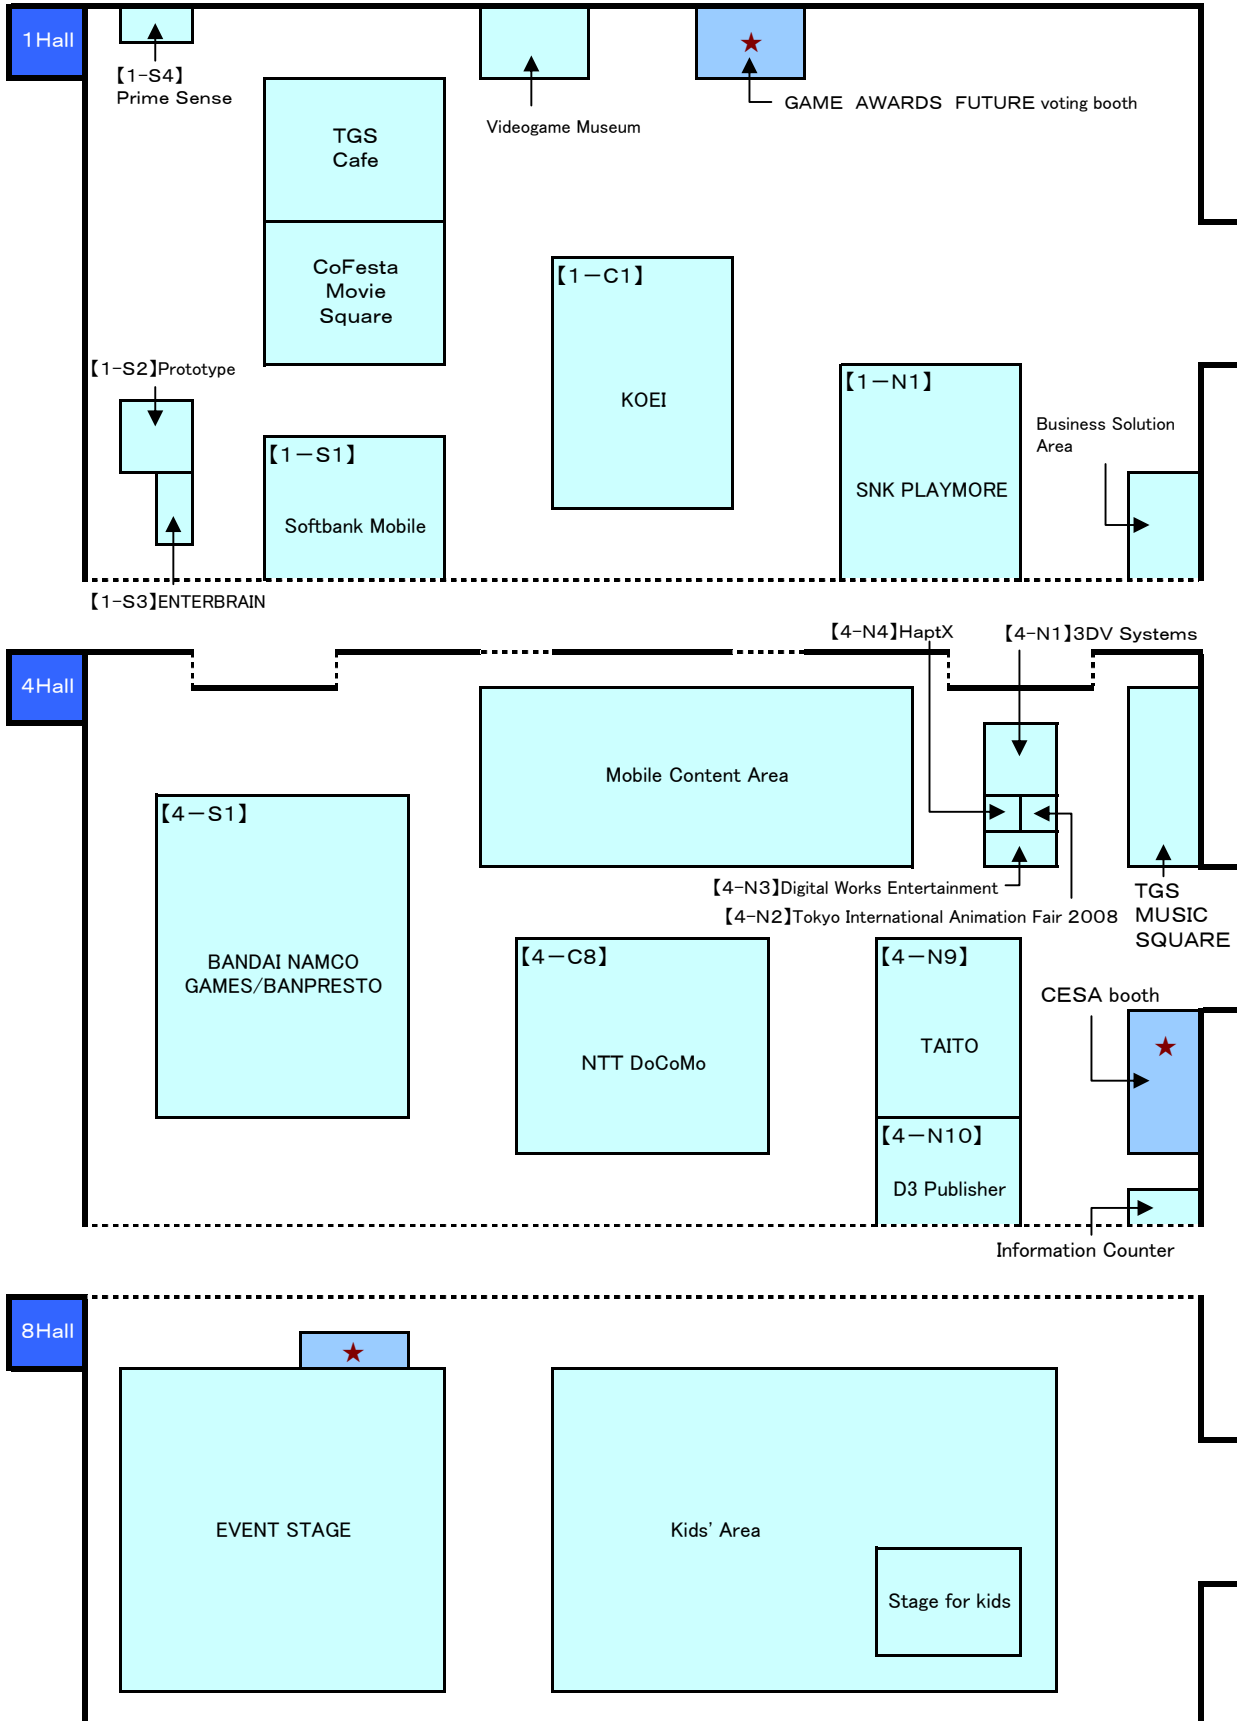 1Hall
【1-S4】
Prime Sense
Videogame Museum
★
GAME AWARDS FUTURE voting booth
TGS
Cafe
CoFesta
Movie
Square
【1-C1】
KOEI
【1-S2】Prototype
【1-N1】
SNK PLAYMORE
Business Solution
Area
【1-S1】
Softbank Mobile
【1-S3】ENTERBRAIN
4Hall
【4-N4】HaptX
【4-N1】3DV Systems
Mobile Content Area
【4-S1】
BANDAI NAMCO
GAMES/BANPRESTO
【4-N3】Digital Works Entertainment
【4-N2】Tokyo International Animation Fair 2008
TGS
MUSIC
SQUARE
【4-C8】
NTT DoCoMo
【4-N9】
TAITO
CESA booth
★
【4-N10】
D3 Publisher
Information Counter
8Hall
★
EVENT STAGE
Kids' Area
Stage for kids